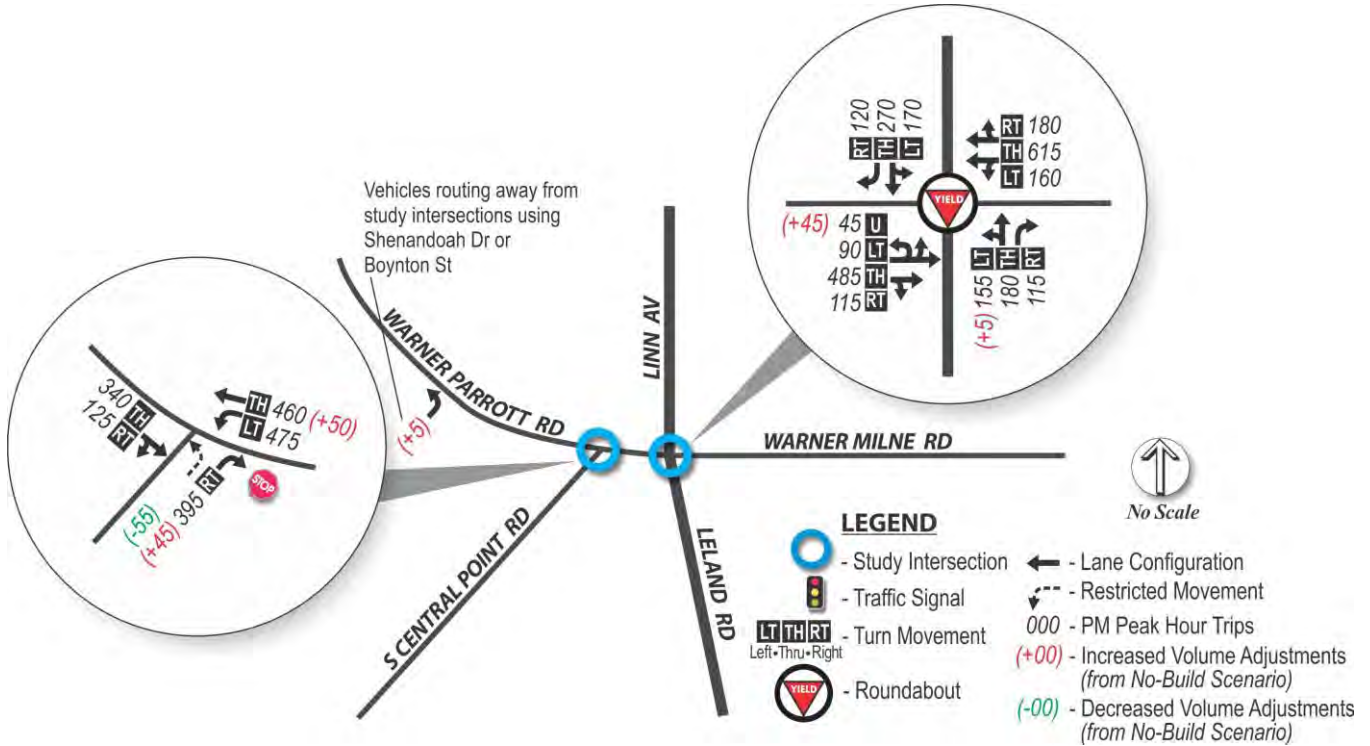 Vehicles routing away from
study intersections using
Shenandoah Dr or
Boynton St
(+5)
340 TH
125 RT
TH 460 (+50)
LT 475
395 RT
(+45)
(-55)
STOP
WARNER PARROTT RD
LINN AV
WARNER MILNE RD
S CENTRAL POINT RD
LELAND RD
120 270 170
RT TH LT
RT 180
TH 615
LT 160
YIELD
(+45) 45 U
90 LT
485 TH
115 RT
LT TH RT
(+5) 155 180 115
No Scale
LEGEND
- Study Intersection
- Traffic Signal
LT TH RT - Turn Movement
Left•Thru•Right
YIELD - Roundabout
- Lane Configuration
- Restricted Movement
000 - PM Peak Hour Trips
(+00) - Increased Volume Adjustments
(from No-Build Scenario)
(-00) - Decreased Volume Adjustments
(from No-Build Scenario)